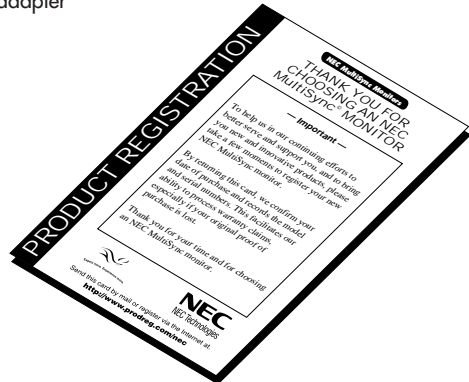 adapter
PRODUCT REGISTRATION
NEC MultiSync Monitors
THANK YOU FOR
CHOOSING AN NEC
MultiSync® MONITOR
— Important —
To help us in our continuing efforts to
better serve and support you, and to bring
you new and innovative products, please
take a few moments to register your new
NEC MultiSync monitor.
By returning this card, we confirm your
date of purchase and records the model
and serial numbers. This facilitates our
ability to process warranty claims,
especially if your original proof of
purchase is lost.
Thank you for your time and for choosing
an NEC MultiSync monitor.
NEC
NEC Technologies
Send this card by mail or register via the Internet at
http://www.prodreg.com/nec